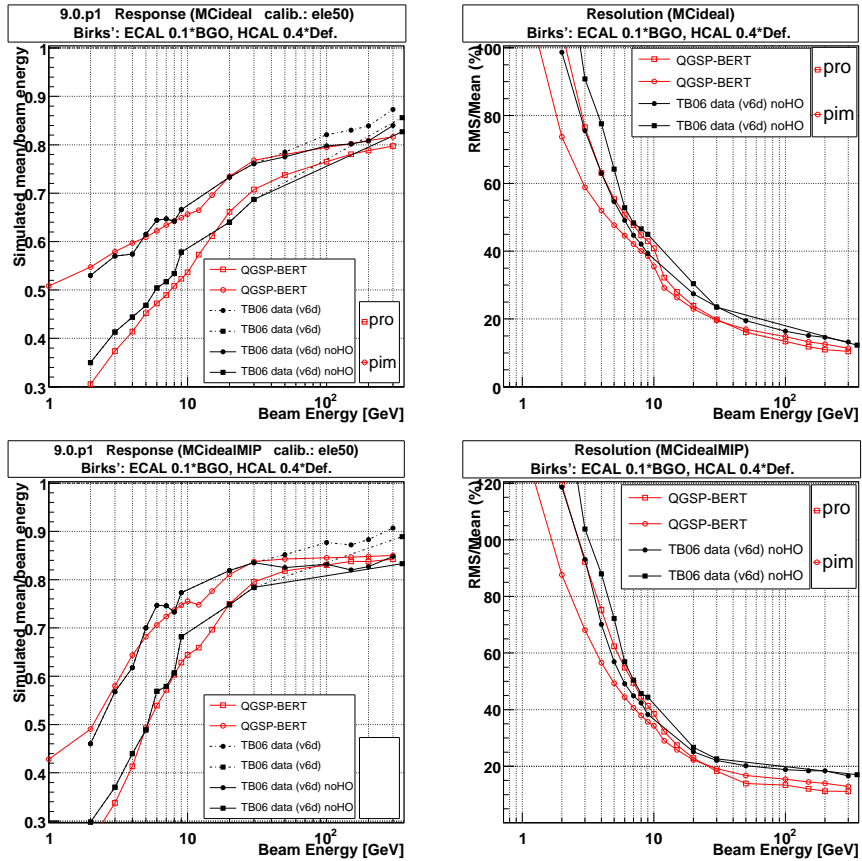 9.0.p1 Response (MCideal calib.: ele50)
Birks': ECAL 0.1*BGO, HCAL 0.4*Def.
Simulated mean/beam energy
0.3
0.4
0.5
0.6
0.7
0.8
0.9
1
QGSP-BERT
QGSP-BERT
TB06 data (v6d)
TB06 data (v6d)
TB06 data (v6d) noHO
TB06 data (v6d) noHO
pro
pim
1
10
10²
Beam Energy [GeV]
Resolution (MCideal)
Birks': ECAL 0.1*BGO, HCAL 0.4*Def.
RMS/Mean (%)
0
20
40
60
80
100
QGSP-BERT
QGSP-BERT
TB06 data (v6d) noHO
TB06 data (v6d) noHO
pro
pim
1
10
10²
Beam Energy [GeV]
9.0.p1 Response (MCidealMIP calib.: ele50)
Birks': ECAL 0.1*BGO, HCAL 0.4*Def.
Simulated mean/beam energy
0.3
0.4
0.5
0.6
0.7
0.8
0.9
1
QGSP-BERT
QGSP-BERT
TB06 data (v6d)
TB06 data (v6d)
TB06 data (v6d) noHO
TB06 data (v6d) noHO
1
10
10²
Beam Energy [GeV]
Resolution (MCidealMIP)
Birks': ECAL 0.1*BGO, HCAL 0.4*Def.
RMS/Mean (%)
20
40
60
80
100
120
QGSP-BERT
QGSP-BERT
TB06 data (v6d) noHO
TB06 data (v6d) noHO
pro
pim
1
10
10²
Beam Energy [GeV]